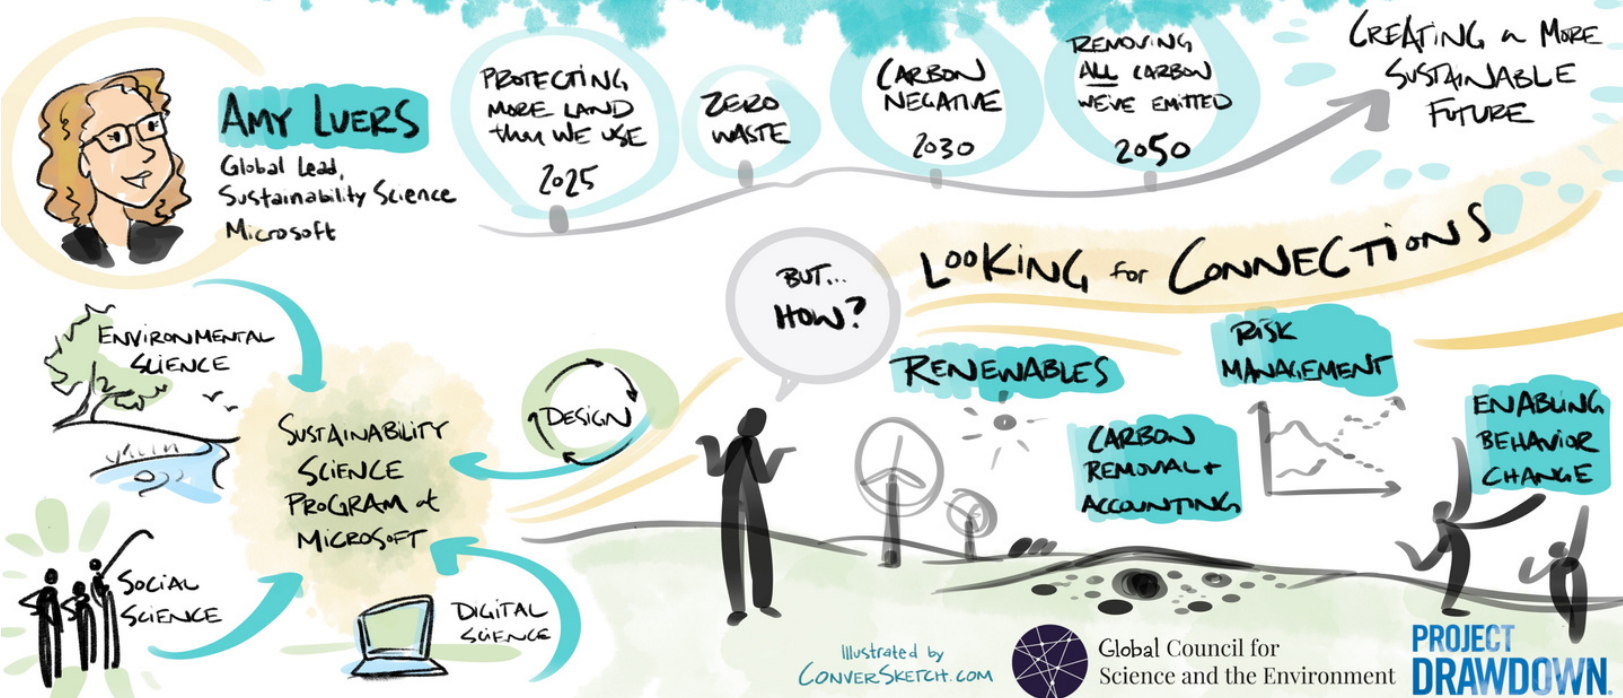 AMY LUERS
Global Lead,
Sustainability Science
Microsoft
PROTECTING
MORE LAND
than WE USE
2025
ZERO
WASTE
CARBON
NEGATIVE
2030
REMOVING
ALL CARBON
WE'VE EMITTED
2050
CREATING a MORE
SUSTAINABLE
FUTURE
BUT...
HOW?
LOOKING for CONNECTIONS
ENVIRONMENTAL
SCIENCE
DESIGN
SUSTAINABILITY
SCIENCE
PROGRAM at
MICROSOFT
SOCIAL
SCIENCE
DIGITAL
SCIENCE
RENEWABLES
CARBON
REMOVAL +
ACCOUNTING
RISK
MANAGEMENT
ENABLING
BEHAVIOR
CHANGE
Illustrated by
CONVERSKETCH.COM
Global Council for
Science and the Environment
PROJECT
DRAWDOWN